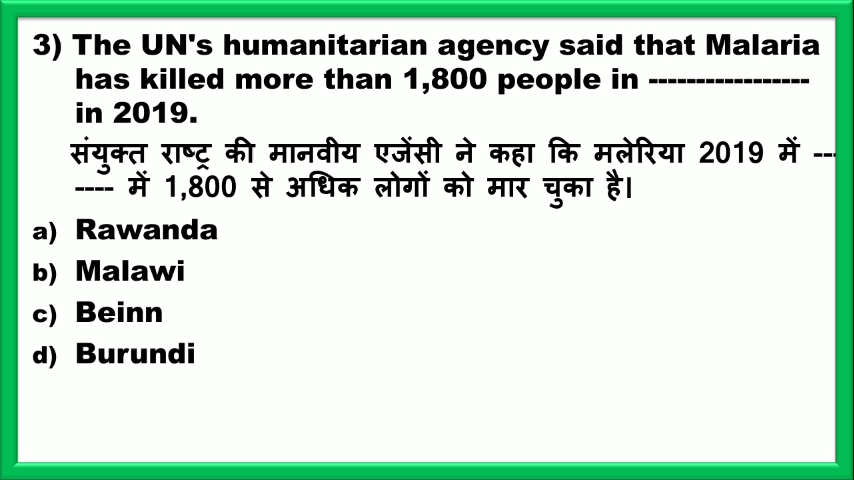 3) The UN's humanitarian agency said that Malaria
has killed more than 1,800 people in -----------------
in 2019.
संयुक्त राष्ट्र की मानवीय एजेंसी ने कहा कि मलेरिया 2019 में ---
---- में 1,800 से अधिक लोगों को मार चुका है।
a) Rawanda
b) Malawi
c) Beinn
d) Burundi